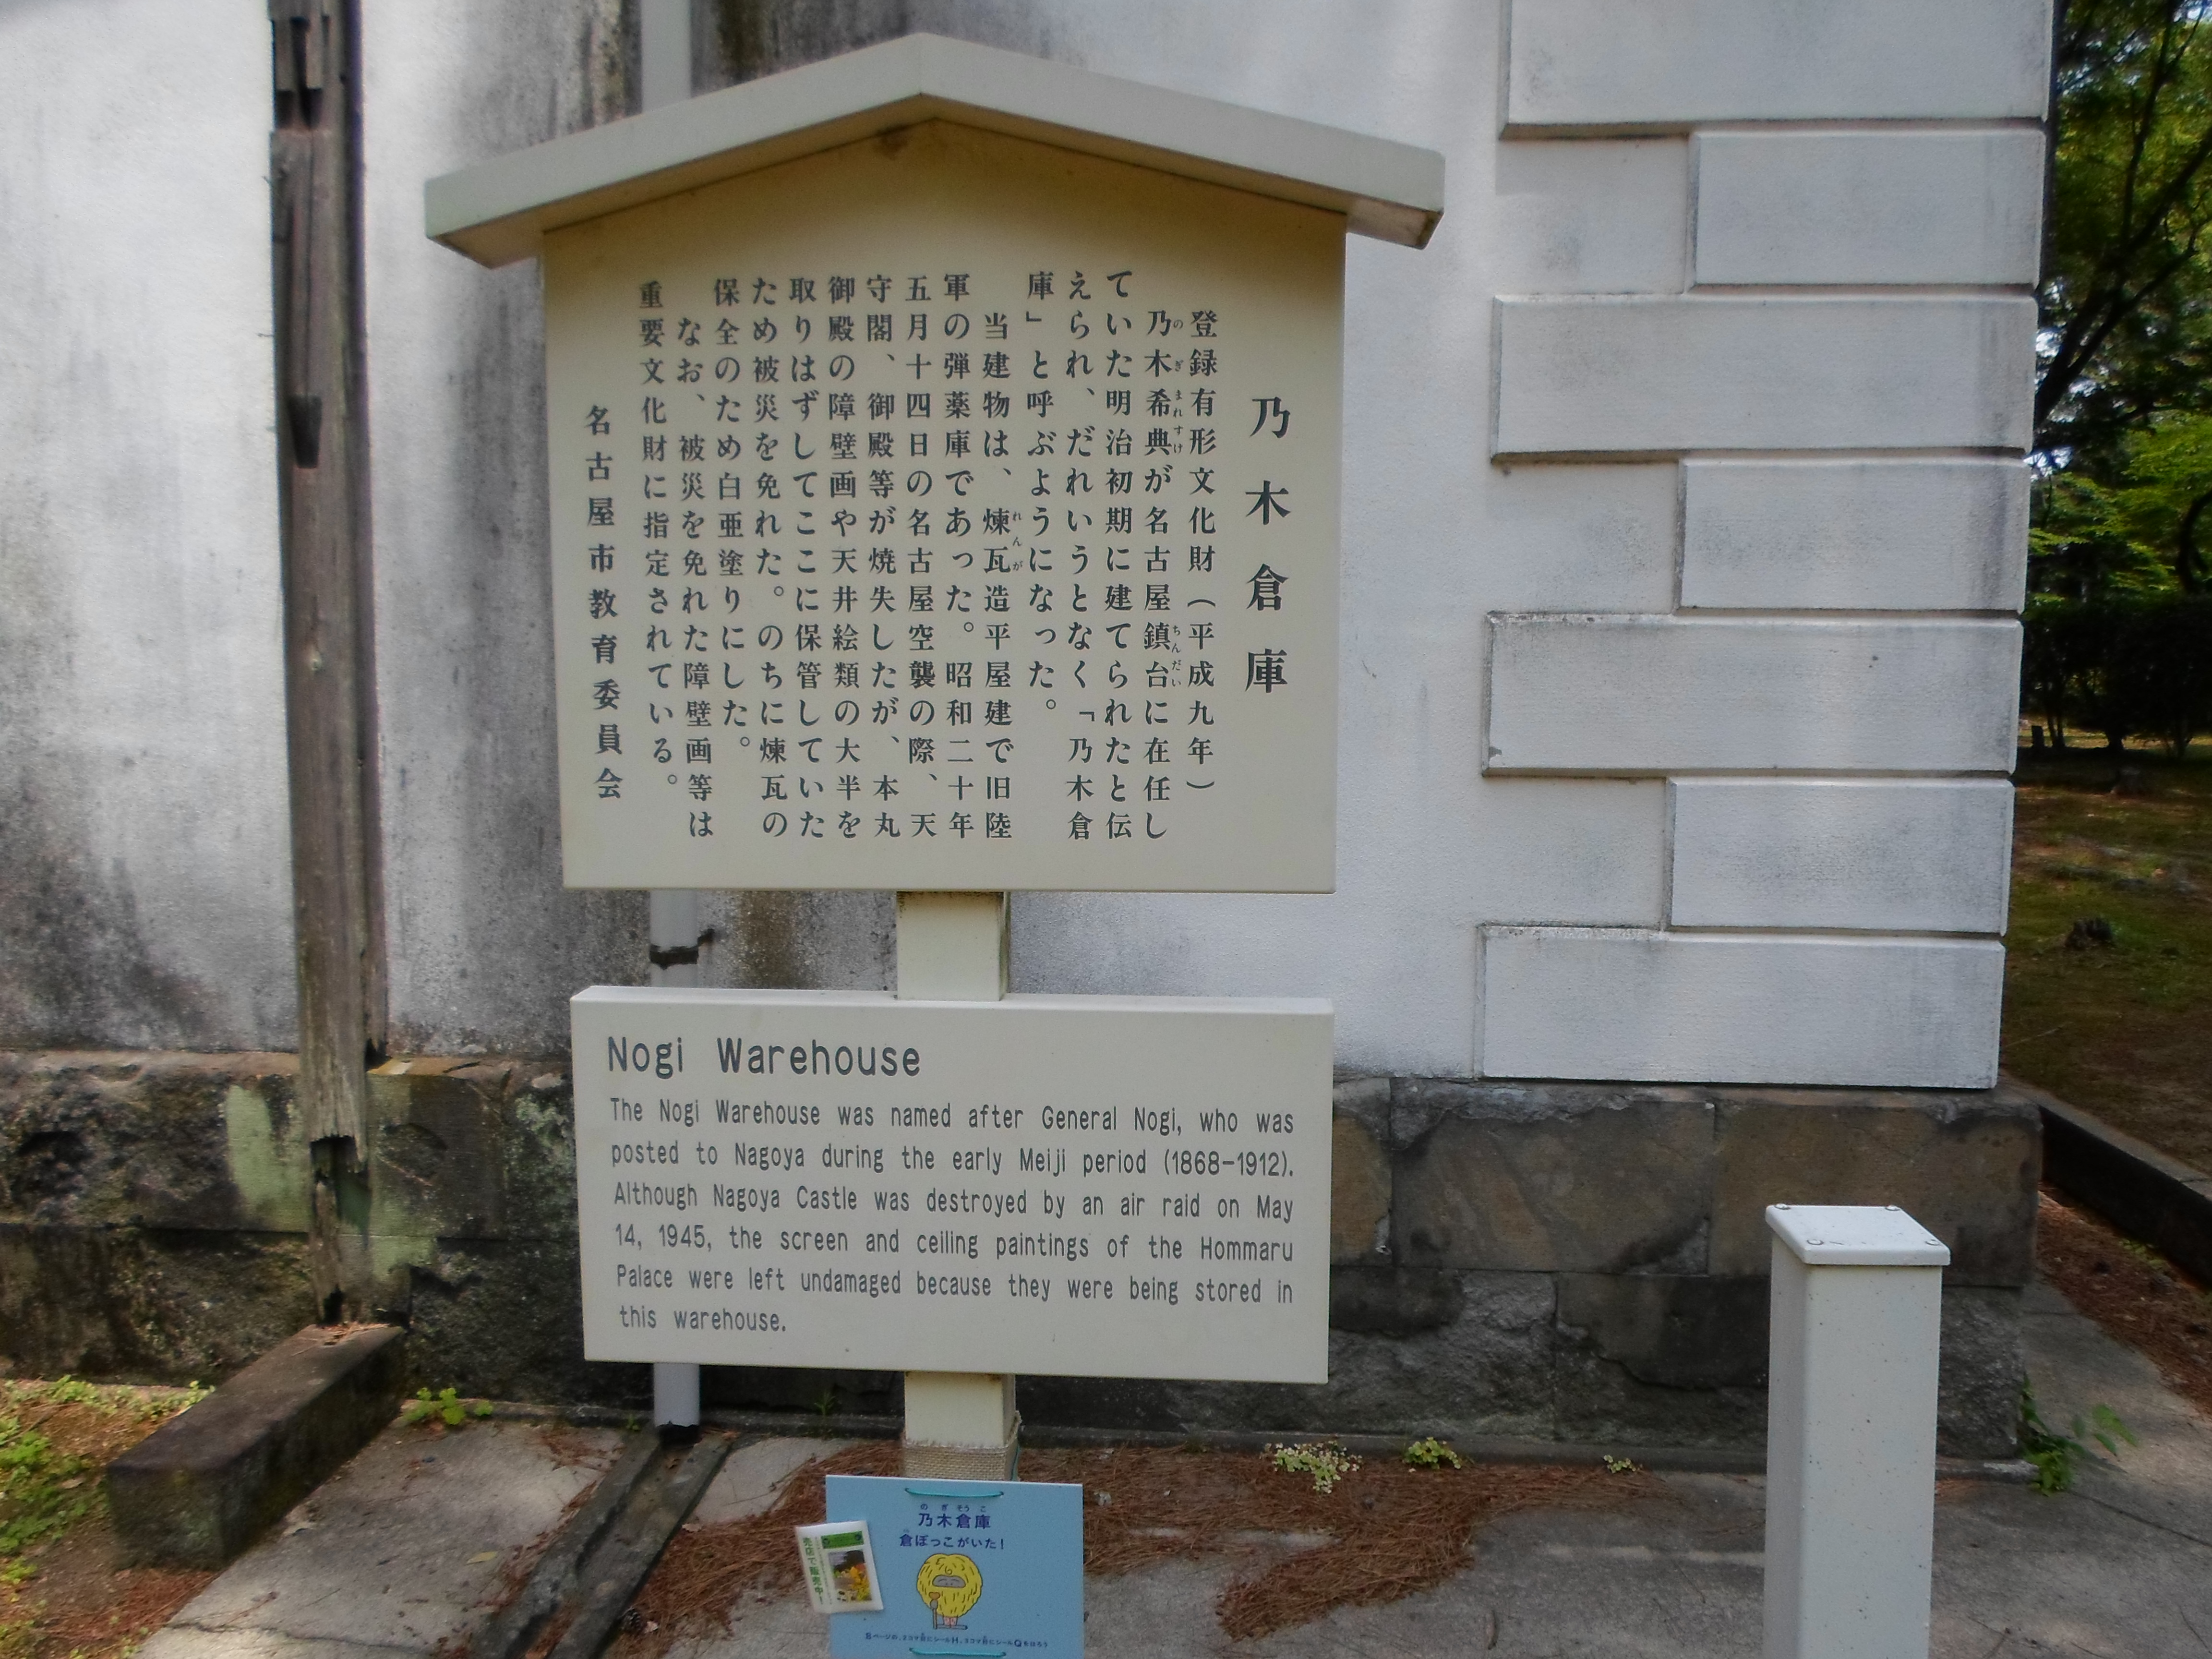 乃木倉庫
登録有形文化財（平成九年）
乃木希典が名古屋鎮台に在任し
ていた明治初期に建てられたと伝
えられ、だれいうとなく「乃木倉
庫」と呼ぶようになった。
当建物は、煉瓦造平屋建で旧陸
軍の弾薬庫であった。昭和二十年
五月十四日の名古屋空襲の際、天
守閣、御殿等が焼失したが、本丸
御殿の障壁画や天井絵類の大半を
取りはずしてここに保管していた
ため被災を免れた。のちに煉瓦の
保全のため白亜塗りにした。
なお、被災を免れた障壁画等は
重要文化財に指定されている。
名古屋市教育委員会
Nogi Warehouse
The Nogi Warehouse was named after General Nogi, who was
posted to Nagoya during the early Meiji period (1868-1912).
Although Nagoya Castle was destroyed by an air raid on May
14, 1945, the screen and ceiling paintings of the Hommaru
Palace were left undamaged because they were being stored in
this warehouse.
乃木倉庫
倉ぼっこがいた！
売店で販売中！